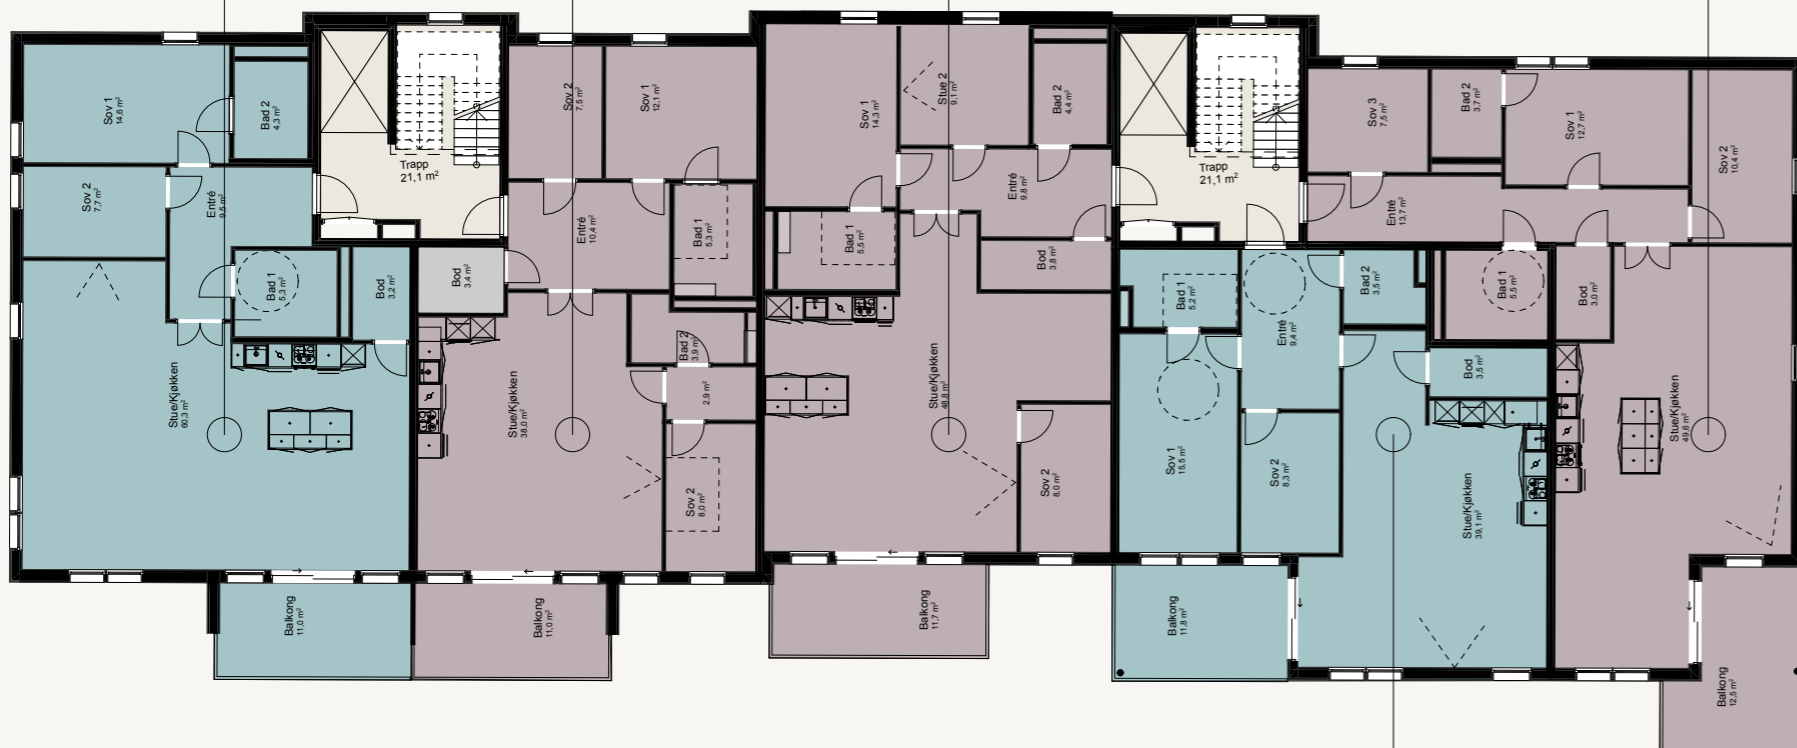 Sov 1
14,6 m²
Bad 2
4,3 m²
Sov 2
7,7 m²
Entré
9,5 m²
Bad 1
5,3 m²
Bod
3,2 m²
Stue/Kjøkken
60,3 m²
Balkong
11,0 m²
Trapp
21,1 m²
Sov 2
7,5 m²
Sov 1
12,1 m²
Entré
10,4 m²
Bad 1
5,3 m²
Bod
3,4 m²
Bad 2
3,9 m²
2,9 m²
Stue/Kjøkken
38,0 m²
Sov 2
8,0 m²
Balkong
11,0 m²
Sov 1
14,3 m²
Stue 2
9,1 m²
Bad 2
4,4 m²
Entré
9,8 m²
Bad 1
5,5 m²
Bod
3,8 m²
Stue/Kjøkken
48,8 m²
Sov 2
8,0 m²
Balkong
11,7 m²
Trapp
21,1 m²
Bad 1
5,2 m²
Entré
9,4 m²
Bad 2
3,5 m²
Bod
3,5 m²
Sov 1
15,5 m²
Sov 2
8,3 m²
Stue/Kjøkken
39,1 m²
Balkong
11,8 m²
Sov 3
7,5 m²
Bad 2
3,7 m²
Sov 1
12,7 m²
Sov 2
10,4 m²
Entré
13,7 m²
Bad 1
5,5 m²
Bod
3,0 m²
Stue/Kjøkken
49,6 m²
Balkong
12,5 m²